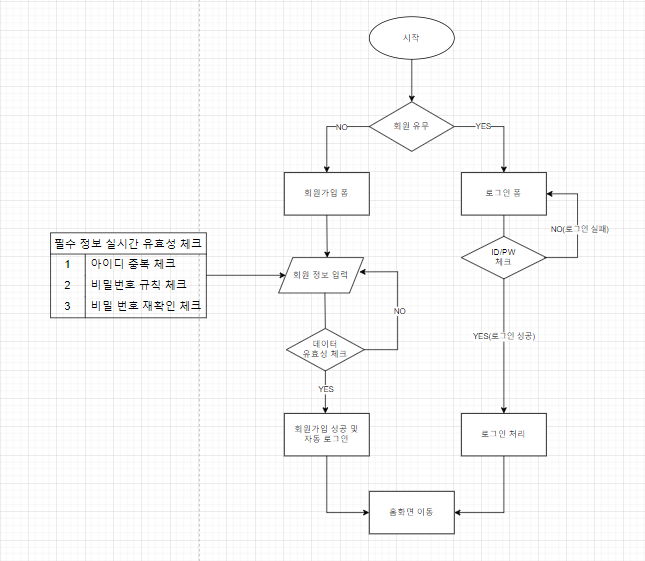 시작
회원 유무
NO
YES
회원가입 폼
로그인 폼
NO(로그인 실패)
필수 정보 실시간 유효성 체크
1 아이디 중복 체크
2 비밀번호 규칙 체크
3 비밀 번호 재확인 체크
ID/PW
체크
회원 정보 입력
NO
YES(로그인 성공)
데이터
유효성 체크
YES
회원가입 성공 및
자동 로그인
로그인 처리
홈화면 이동